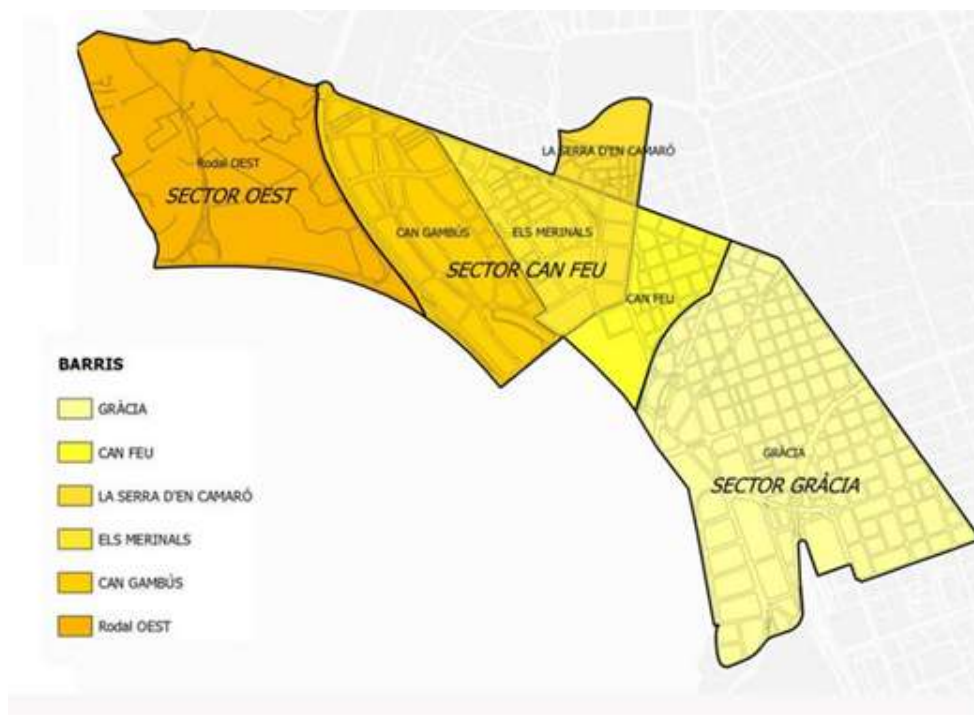 LA SERRA D'EN CAMARÓ
Rodal OEST
SECTOR OEST
CAN GAMBÚS
ELS MERINALS
SECTOR CAN FEU
CAN FEU
BARRIS
GRÀCIA
CAN FEU
LA SERRA D'EN CAMARÓ
ELS MERINALS
CAN GAMBÚS
Rodal OEST
GRÀCIA
SECTOR GRÀCIA